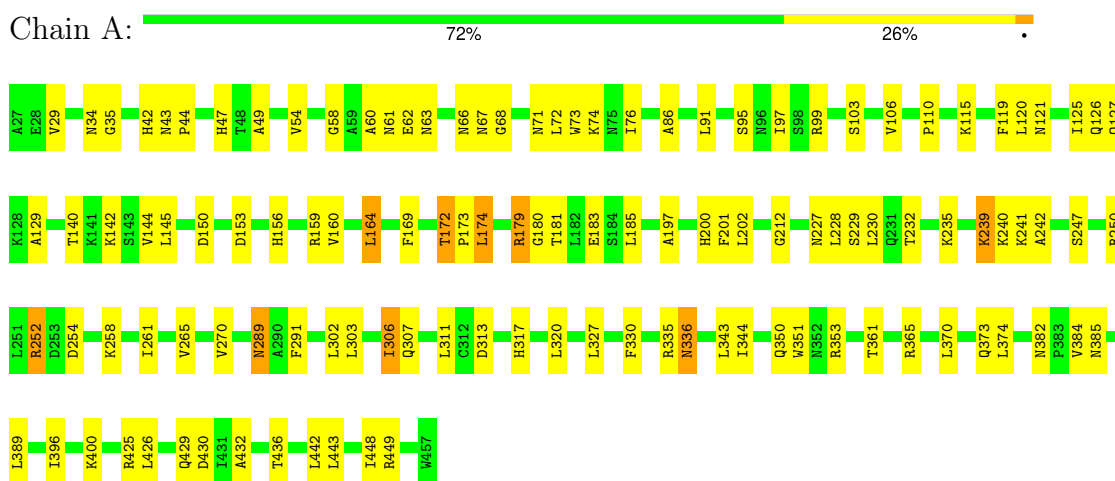 Chain A:
72% 26% •
A27 E28 V29 N34 G35 H42 N43 P44 H47 T48 A49 V54 G58 A59 A60 N61 E62 N63 N66 N67 G68 N71 L72 W73 K74 N75 I76 A86 L91 S95 N96 I97 S98 R99 S103 V106 P110 K115 F119 L120 N121 I125 Q126 Q127
K128 A129 T140 K141 K142 S143 V144 L145 D150 D153 H156 R159 V160 L164 F169 T172 P173 L174 R179 G180 T181 L182 E183 S184 L185 A197 H200 F201 L202 G212 N227 L228 S229 L230 Q231 T232 K235 K239 K240 K241 A242 S247
L251 R252 D253 D254 K258 I261 V265 V270 N289 A290 F291 L302 L303 I306 Q307 L311 C312 D313 H317 L320 L327 F330 R335 N336 L343 I344 Q350 W351 N352 R353 T361 R365 L370 Q373 L374 N382 P383 V384 N385
L389 I396 K400 R425 L426 Q429 D430 I431 A432 T436 L442 L443 I448 R449 W457